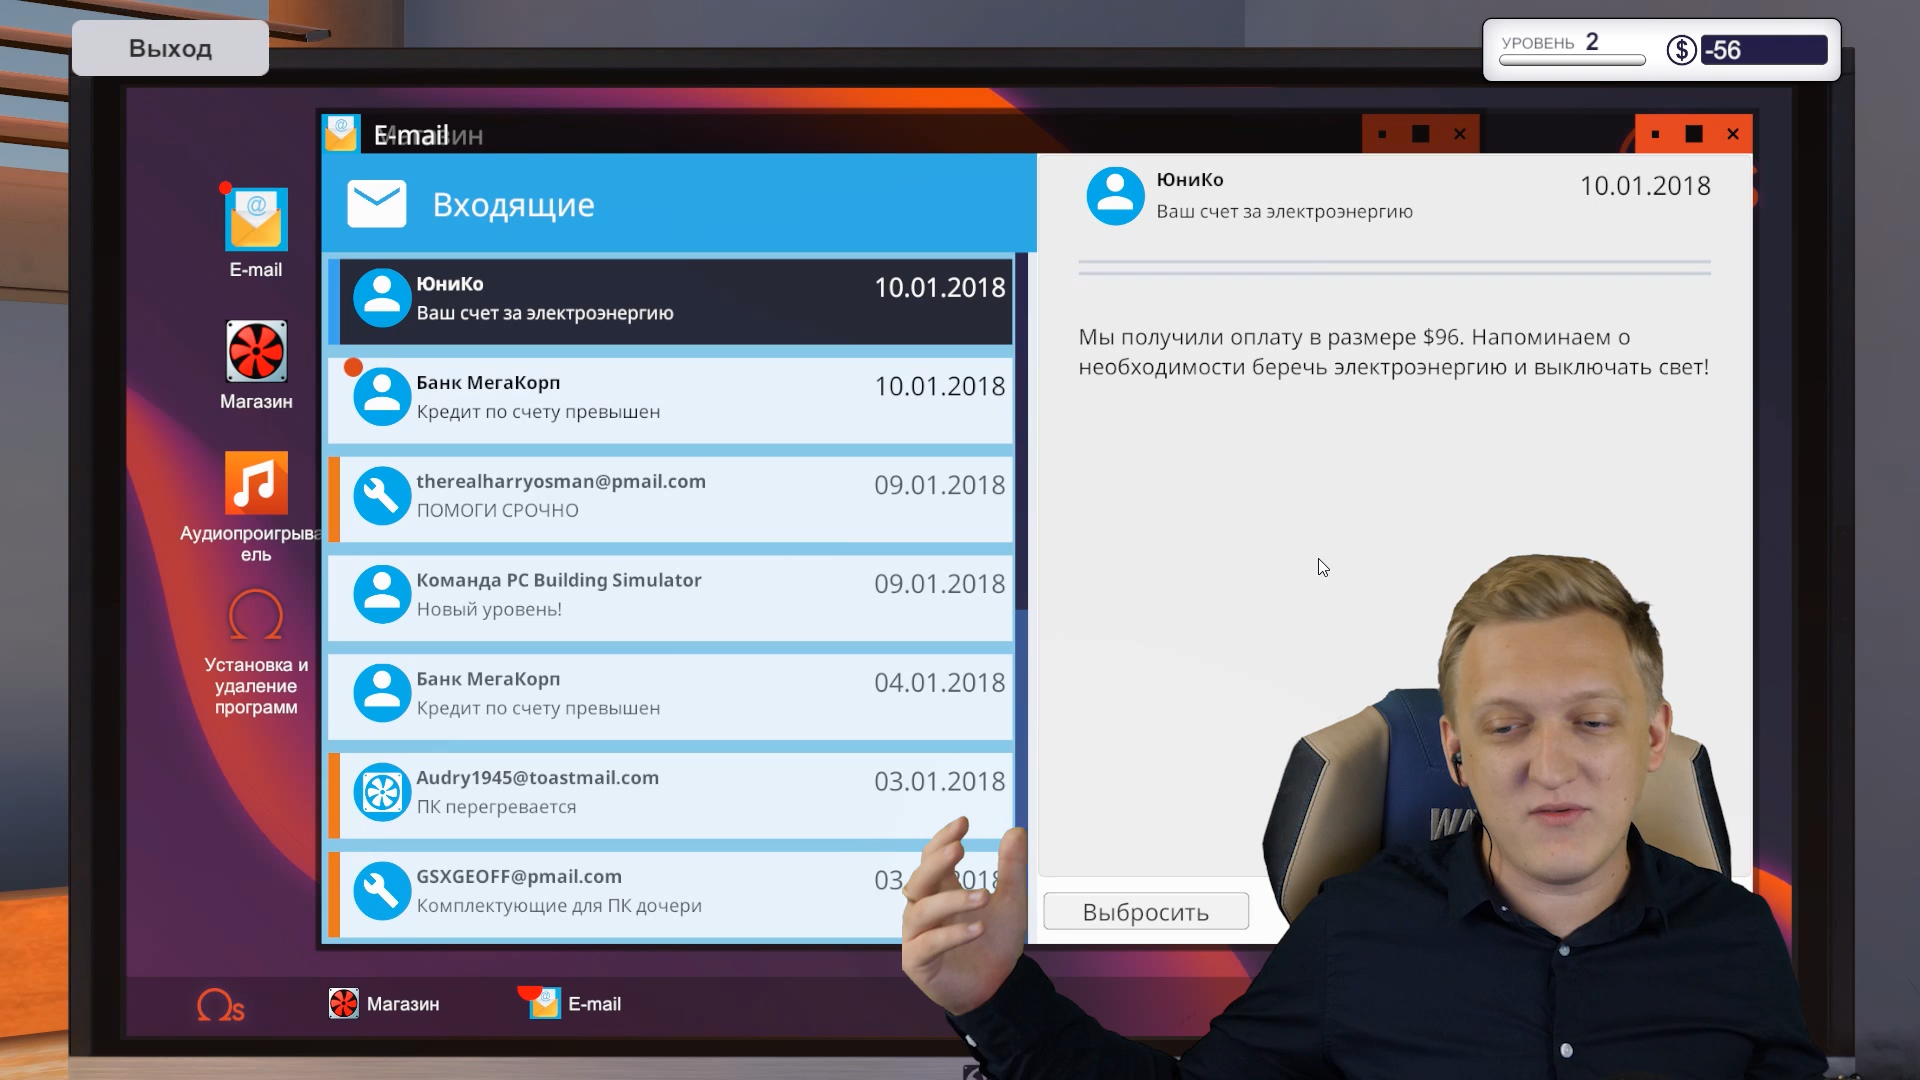 Выход
УРОВЕНЬ 2
$ -56
E-mail
Магазин
E-mail
Магазин
Аудиопроигрыва
ель
Установка и
удаление
программ
Входящие
ЮниКо
10.01.2018
Ваш счет за электроэнергию
Банк МегаКорп
10.01.2018
Кредит по счету превышен
therealharryosman@pmail.com
09.01.2018
ПОМОГИ СРОЧНО
Команда PC Building Simulator
09.01.2018
Новый уровень!
Банк МегаКорп
04.01.2018
Кредит по счету превышен
Audry1945@toastmail.com
03.01.2018
ПК перегревается
GSXGEOFF@pmail.com
Комплектующие для ПК дочери
ЮниКо
10.01.2018
Ваш счет за электроэнергию
Мы получили оплату в размере $96. Напоминаем о
необходимости беречь электроэнергию и выключать свет!
Выбросить
Ωs
Магазин
E-mail